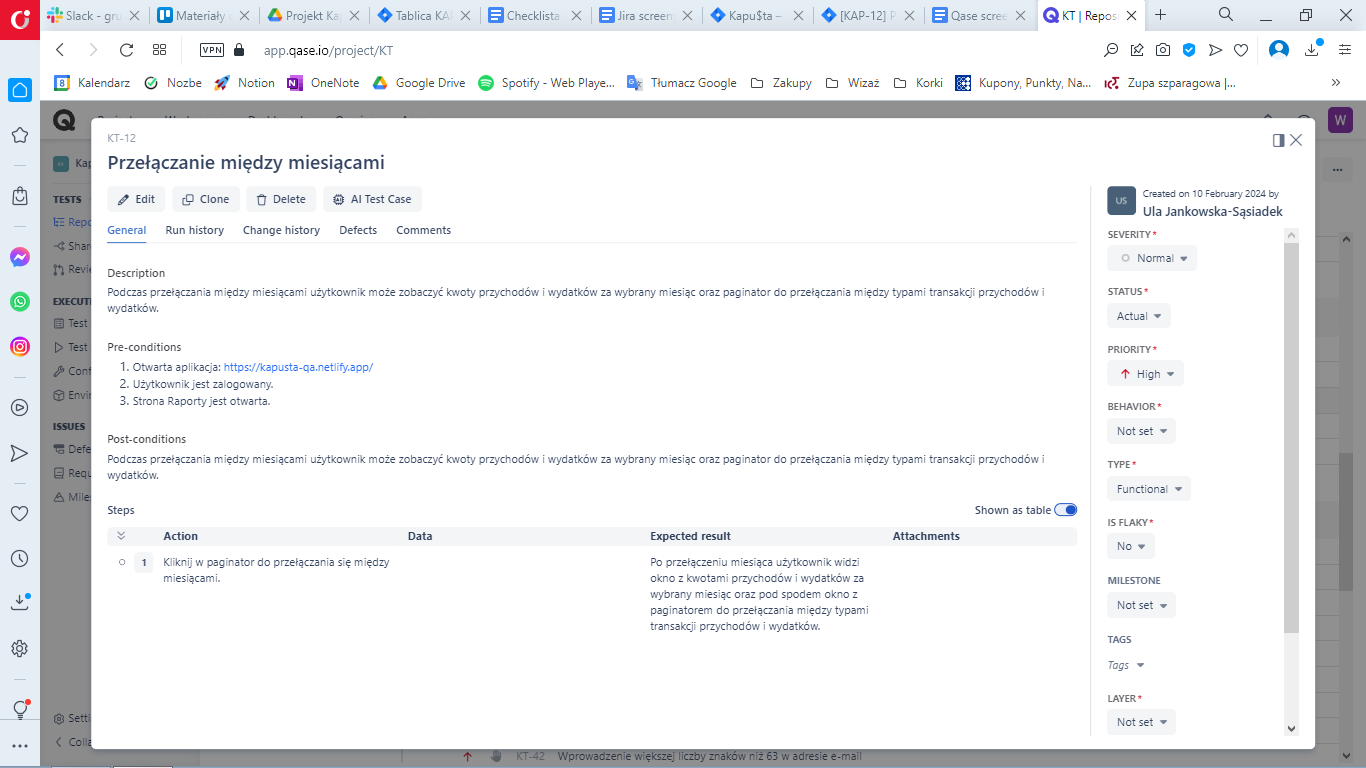 Slack - gru
Materiały
Projekt Kap
Tablica KAP
Checklista
Jira screeny
Kapu$ta –
[KAP-12] P
Qase scree
KT | Repos
VPN
app.qase.io/project/KT
Kalendarz
Nozbe
Notion
OneNote
Google Drive
Spotify - Web Playe...
Tłumacz Google
Zakupy
Wizaż
Korki
Kupony, Punkty, Na...
Zupa szparagowa |...
W
Kap
TESTS
Repo
Share
Revie
EXECUT
Test
Test
Conf
Envir
ISSUES
Defe
Requ
Miles
Setti
Colla
KT-12
Przełączanie między miesiącami
Edit
Clone
Delete
AI Test Case
General
Run history
Change history
Defects
Comments
Description
Podczas przełączania między miesiącami użytkownik może zobaczyć kwoty przychodów i wydatków za wybrany miesiąc oraz paginator do przełączania między typami transakcji przychodów i
wydatków.
Pre-conditions
1. Otwarta aplikacja: https://kapusta-qa.netlify.app/
2. Użytkownik jest zalogowany.
3. Strona Raporty jest otwarta.
Post-conditions
Podczas przełączania między miesiącami użytkownik może zobaczyć kwoty przychodów i wydatków za wybrany miesiąc oraz paginator do przełączania między typami transakcji przychodów i
wydatków.
Steps
Shown as table
Action
Data
Expected result
Attachments
1
Kliknij w paginator do przełączania się między
miesiącami.
Po przełączeniu miesiąca użytkownik widzi
okno z kwotami przychodów i wydatków za
wybrany miesiąc oraz pod spodem okno z
paginatorem do przełączania między typami
transakcji przychodów i wydatków.
US
Created on 10 February 2024 by
Ula Jankowska-Sąsiadek
SEVERITY*
Normal
STATUS*
Actual
PRIORITY*
High
BEHAVIOR*
Not set
TYPE*
Functional
IS FLAKY*
No
MILESTONE
Not set
TAGS
Tags
LAYER*
Not set
KT-42 Wprowadzenie większej liczby znaków niż 63 w adresie e-mail